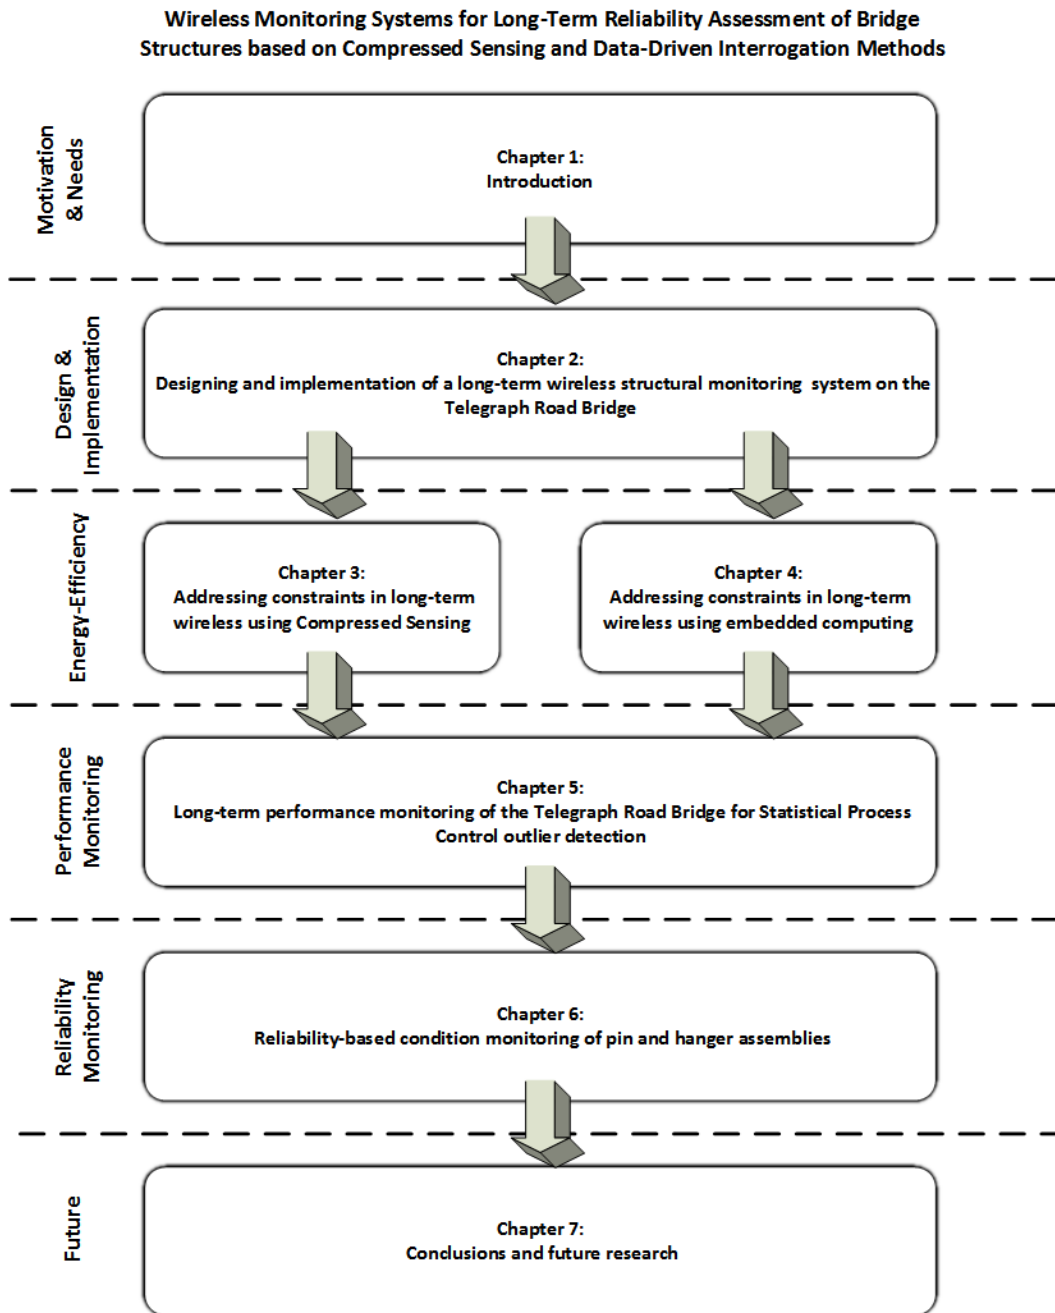 Wireless Monitoring Systems for Long-Term Reliability Assessment of Bridge
Structures based on Compressed Sensing and Data-Driven Interrogation Methods
Motivation
& Needs
Chapter 1:
Introduction
Design &
Implementation
Chapter 2:
Designing and implementation of a long-term wireless structural monitoring system on the
Telegraph Road Bridge
Energy-Efficiency
Chapter 3:
Addressing constraints in long-term
wireless using Compressed Sensing
Chapter 4:
Addressing constraints in long-term
wireless using embedded computing
Performance
Monitoring
Chapter 5:
Long-term performance monitoring of the Telegraph Road Bridge for Statistical Process
Control outlier detection
Reliability
Monitoring
Chapter 6:
Reliability-based condition monitoring of pin and hanger assemblies
Future
Chapter 7:
Conclusions and future research